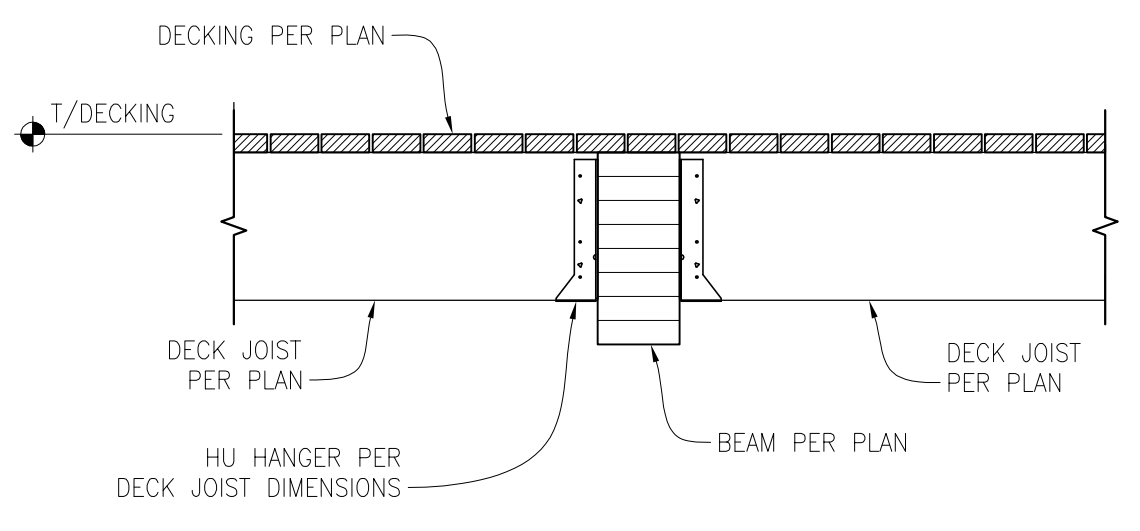 DECKING PER PLAN
T/DECKING
DECK JOIST
PER PLAN
DECK JOIST
PER PLAN
BEAM PER PLAN
HU HANGER PER
DECK JOIST DIMENSIONS